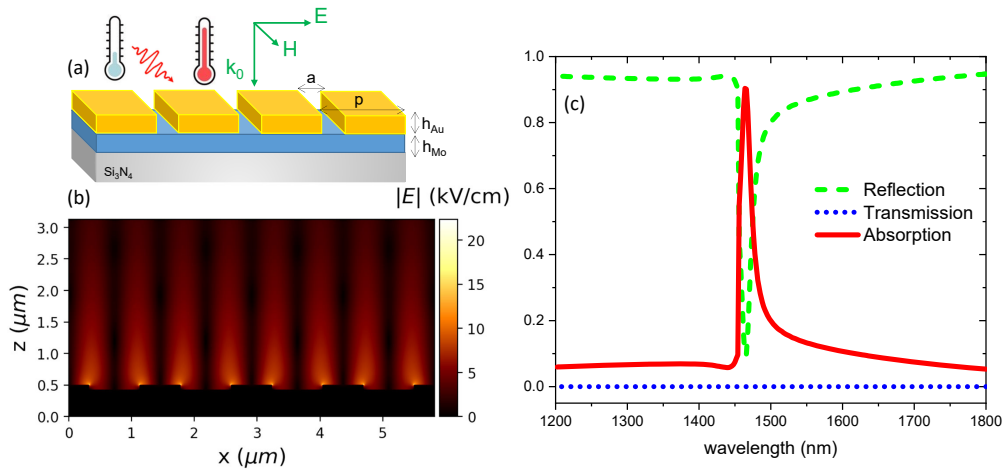 (a)
E
H
k₀
a
p
h_Au
h_Mo
Si₃N₄
(b)
|E| (kV/cm)
3.0
2.5
2.0
1.5
1.0
0.5
0.0
z (μm)
0
1
2
3
4
5
x (μm)
20
15
10
5
0
(c)
1.0
0.8
0.6
0.4
0.2
0.0
Reflection
Transmission
Absorption
1200
1300
1400
1500
1600
1700
1800
wavelength (nm)